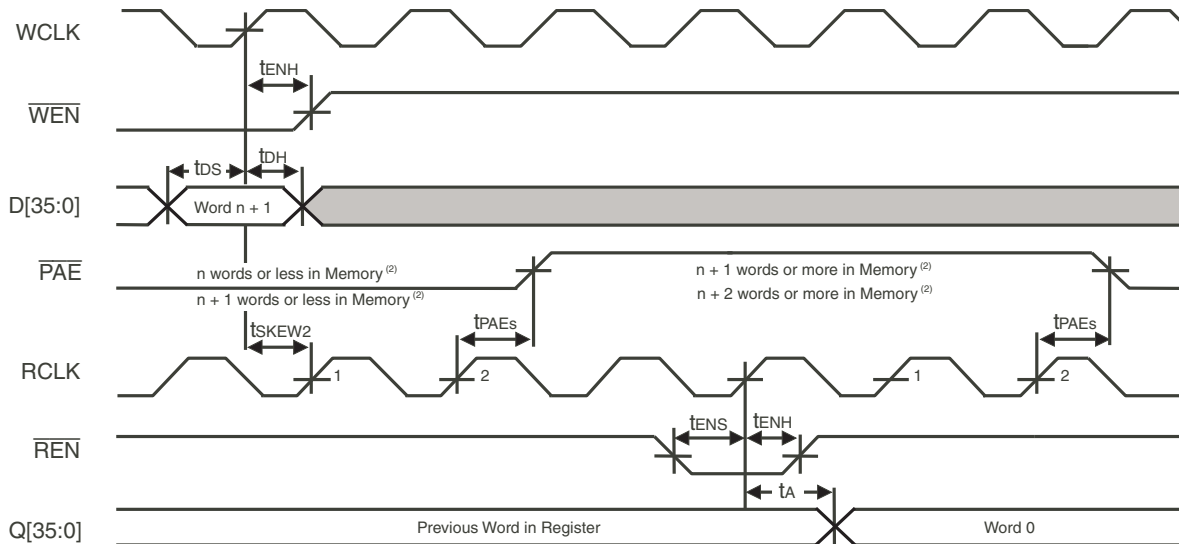 WCLK
tENH
WEN
tDS
tDH
D[35:0]
Word n + 1
PAE
n words or less in Memory (2)
n + 1 words or less in Memory (2)
n + 1 words or more in Memory (2)
n + 2 words or more in Memory (2)
tSKEW2
tPAEs
tPAEs
RCLK
1
2
1
2
tENS
tENH
REN
tA
Q[35:0]
Previous Word in Register
Word 0